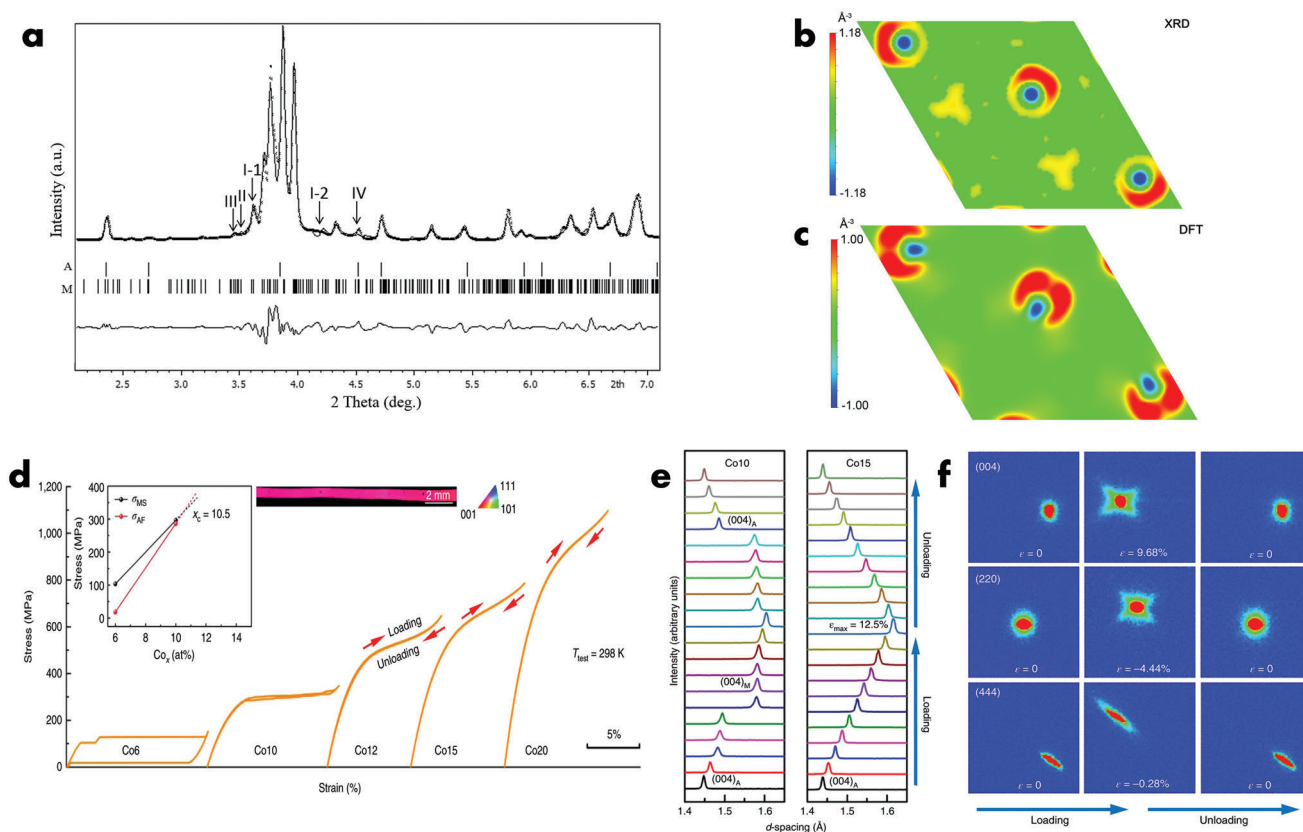 a
Intensity (a.u.)
III
II
I-1
I-2
IV
A
M
2.5 3.0 3.5 4.0 4.5 5.0 5.5 6.0 6.5 2th 7.0
2 Theta (deg.)
b
XRD
Å-3
1.18
-1.18
c
DFT
Å-3
1.00
-1.00
d
Stress (MPa)
1,200
1,000
800
600
400
200
0
Stress (MPa)
400
300
200
100
0
σMS
σAF
χc = 10.5
6 8 10 12 14
Cox (at%)
2 mm
111
001
101
Loading
Unloading
Ttest = 298 K
5%
Co6
Co10
Co12
Co15
Co20
Strain (%)
e
Intensity (arbitrary units)
Co10
(004)A
(004)M
(004)A
1.4 1.5 1.6
Co15
εmax = 12.5%
(004)A
1.4 1.5 1.6
d-spacing (Å)
Unloading
Loading
f
(004)
ε = 0
ε = 9.68%
ε = 0
(220)
ε = 0
ε = −4.44%
ε = 0
(444)
ε = 0
ε = −0.28%
ε = 0
Loading
Unloading